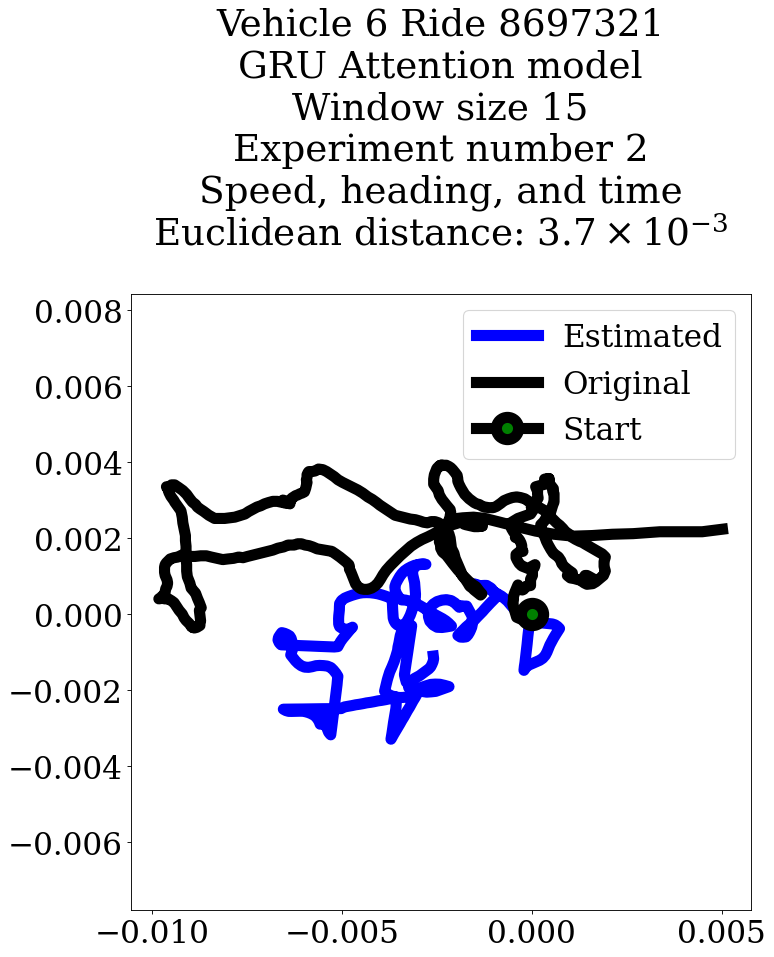 Vehicle 6 Ride 8697321
GRU Attention model
Window size 15
Experiment number 2
Speed, heading, and time
Euclidean distance: 3.7 × 10⁻³
Estimated
Original
Start
0.008
0.006
0.004
0.002
0.000
−0.002
−0.004
−0.006
−0.010 −0.005 0.000 0.005